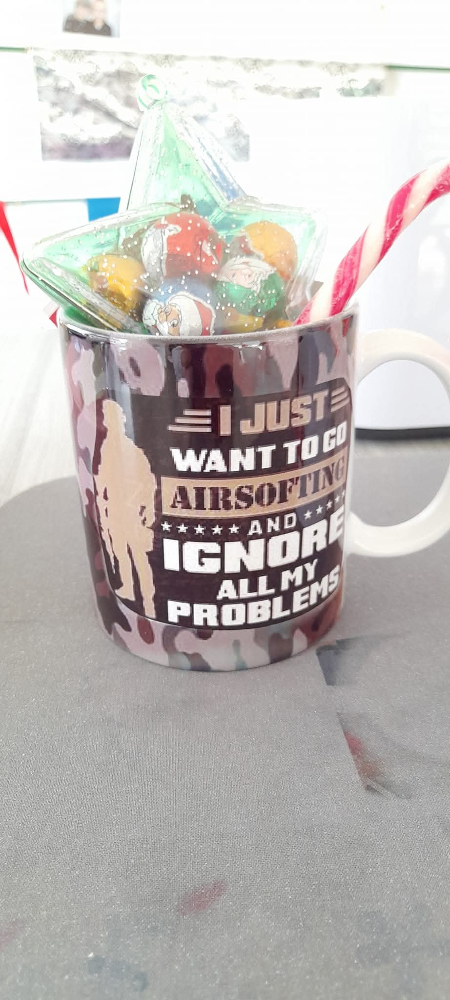 I JUST
WANT TO GO
AIRSOFTING
AND
IGNORE
ALL MY
PROBLEMS